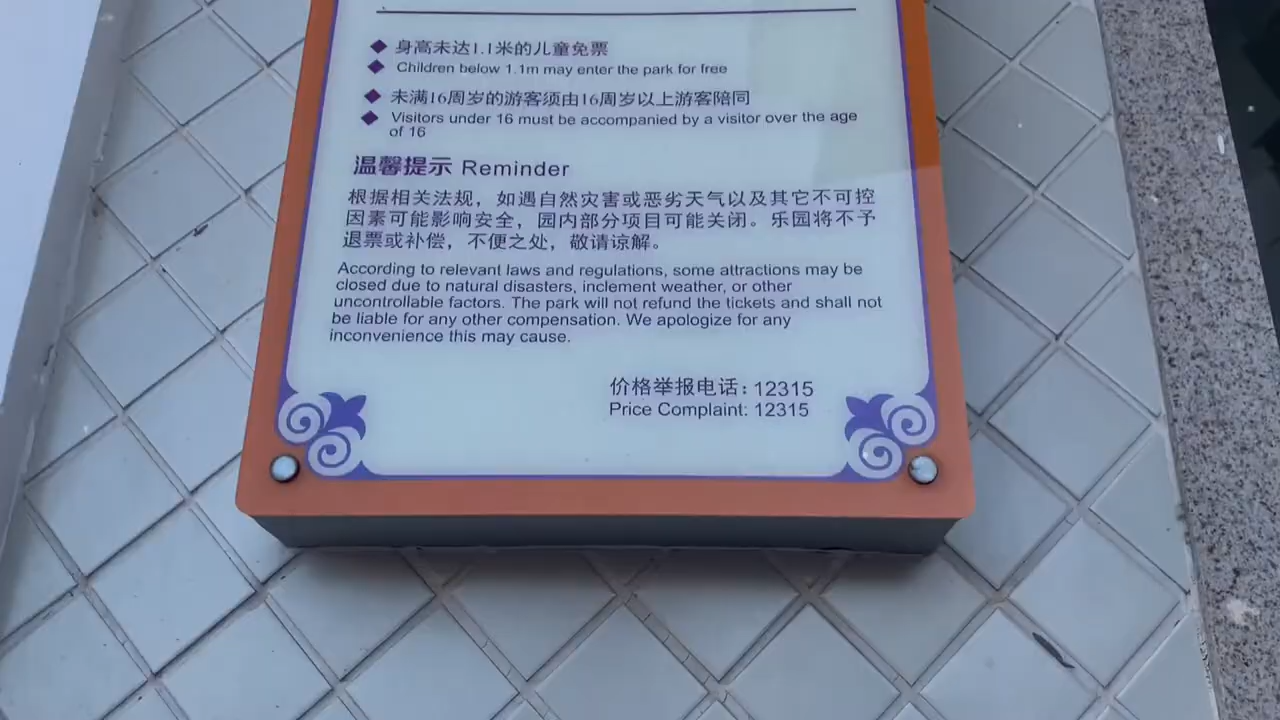 身高未达1.1米的儿童免票
Children below 1.1m may enter the park for free
未满16周岁的游客须由16周岁以上游客陪同
Visitors under 16 must be accompanied by a visitor over the age
of 16
温馨提示 Reminder
根据相关法规，如遇自然灾害或恶劣天气以及其它不可控
因素可能影响安全，园内部分项目可能关闭。乐园将不予
退票或补偿，不便之处，敬请谅解。
According to relevant laws and regulations, some attractions may be
closed due to natural disasters, inclement weather, or other
uncontrollable factors. The park will not refund the tickets and shall not
be liable for any other compensation. We apologize for any
inconvenience this may cause.
价格举报电话：12315
Price Complaint: 12315